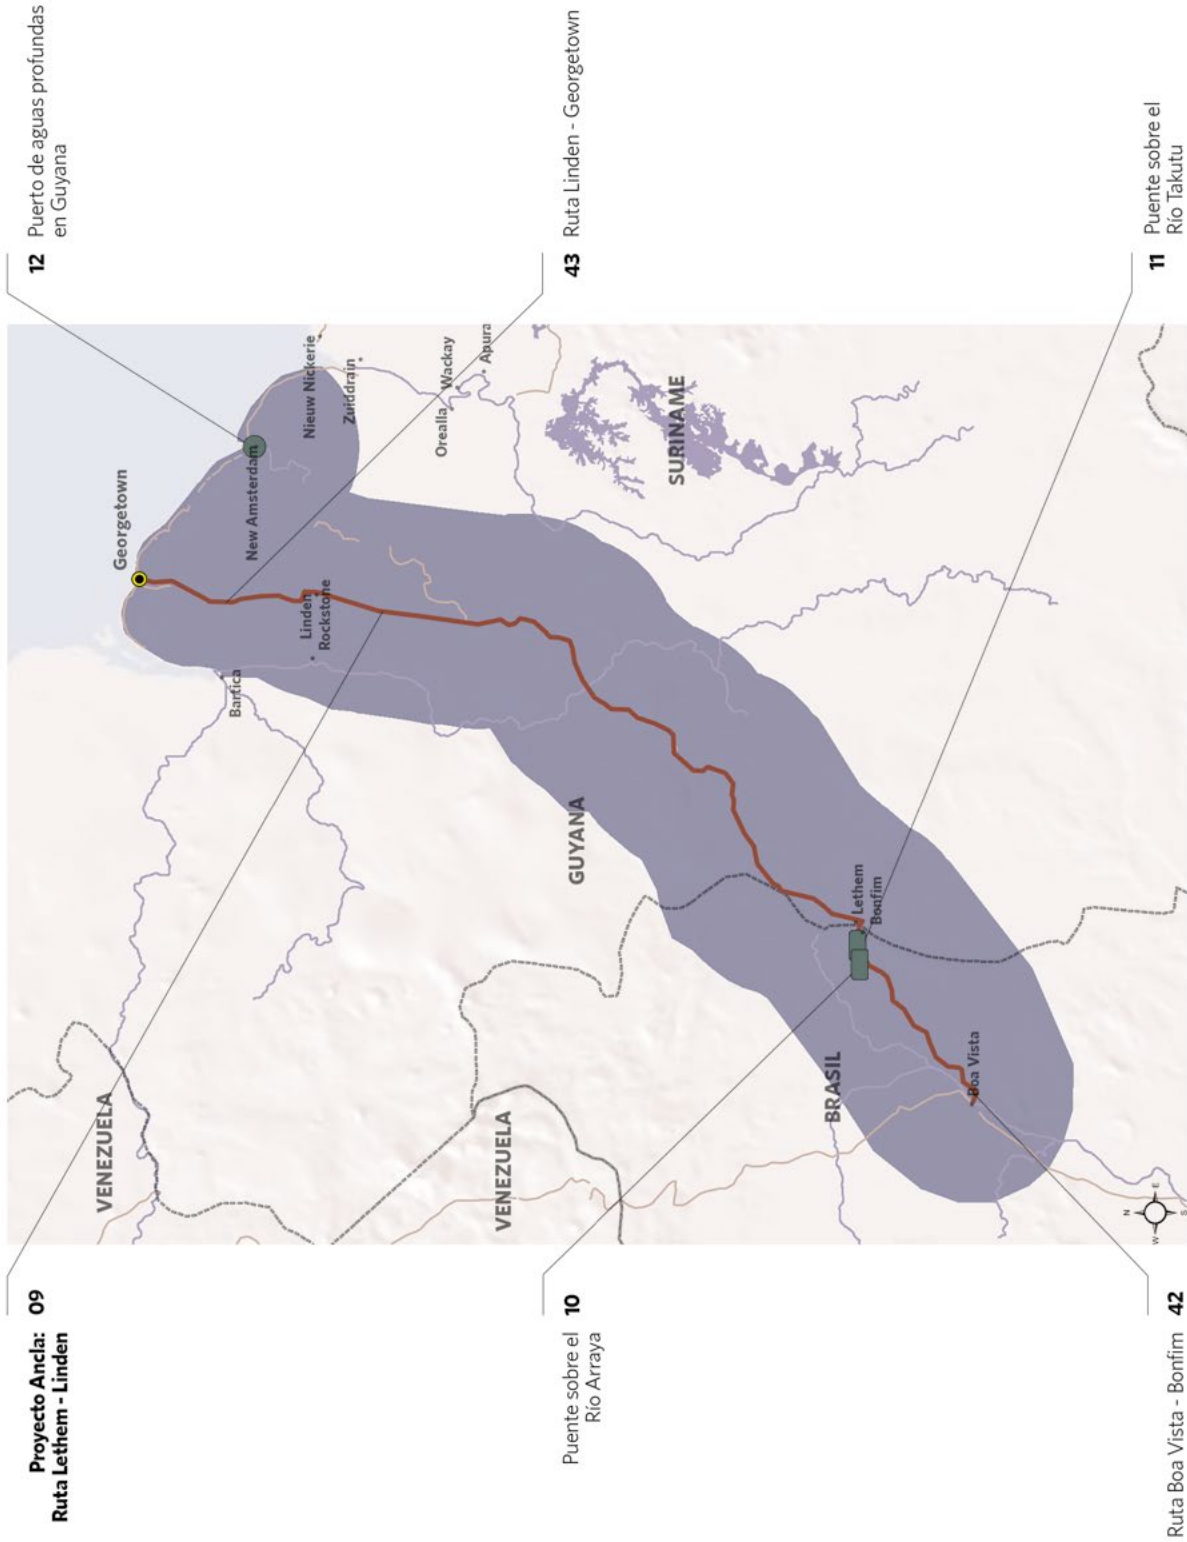 Proyecto Ancla: 09
Ruta Lethem - Linden
10
Puente sobre el
Río Arraya
Ruta Boa Vista - Bonfim 42
12 Puerto de aguas profundas
en Guyana
43 Ruta Linden - Georgetown
11 Puente sobre el
Río Takutu
Georgetown
New Amsterdam
Nieuw Nickerie
Zuiddrain
Orealla
Wackay
Apura
Linden
Rockstone
Bartica
SURINAME
GUYANA
VENEZUELA
VENEZUELA
BRASIL
Lethem
Bonfim
Boa Vista
N
E
S
W